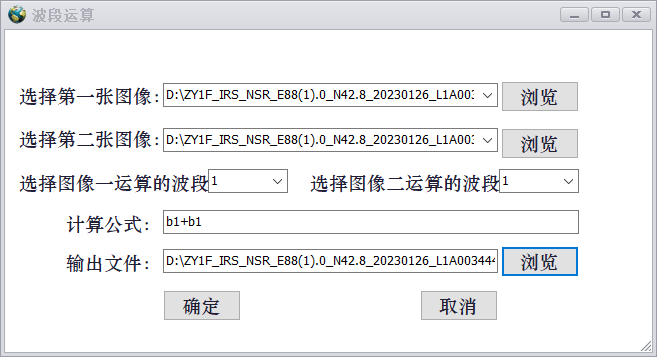 波段运算
选择第一张图像: D:\ZY1F_IRS_NSR_E88(1).0_N42.8_20230126_L1A003 浏览
选择第二张图像: D:\ZY1F_IRS_NSR_E88(1).0_N42.8_20230126_L1A003 浏览
选择图像一运算的波段 1 选择图像二运算的波段 1
计算公式: b1+b1
输出文件: D:\ZY1F_IRS_NSR_E88(1).0_N42.8_20230126_L1A003444 浏览
确定 取消